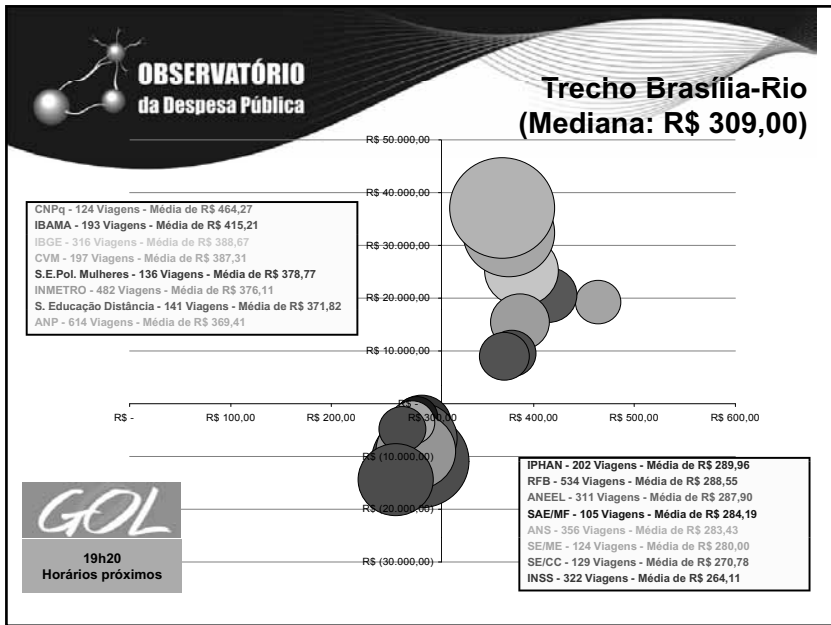 OBSERVATÓRIO
da Despesa Pública
Trecho Brasília-Rio
(Mediana: R$ 309,00)
R$ 50.000,00
R$ 40.000,00
CNPq - 124 Viagens - Média de R$ 464,27
IBAMA - 193 Viagens - Média de R$ 415,21
IBGE - 316 Viagens - Média de R$ 388,67
CVM - 197 Viagens - Média de R$ 387,31
S.E.Pol. Mulheres - 136 Viagens - Média de R$ 378,77
INMETRO - 482 Viagens - Média de R$ 376,11
S. Educação Distância - 141 Viagens - Média de R$ 371,82
ANP - 614 Viagens - Média de R$ 369,41
R$ 30.000,00
R$ 20.000,00
R$ 10.000,00
R$ -
R$ - R$ 100,00 R$ 200,00 R$ 300,00 R$ 400,00 R$ 500,00 R$ 600,00
R$ (10.000,00)
R$ (20.000,00)
R$ (30.000,00)
IPHAN - 202 Viagens - Média de R$ 289,96
RFB - 534 Viagens - Média de R$ 288,55
ANEEL - 311 Viagens - Média de R$ 287,90
SAE/MF - 105 Viagens - Média de R$ 284,19
ANS - 356 Viagens - Média de R$ 283,43
SE/ME - 124 Viagens - Média de R$ 280,00
SE/CC - 129 Viagens - Média de R$ 270,78
INSS - 322 Viagens - Média de R$ 264,11
GOL
19h20
Horários próximos